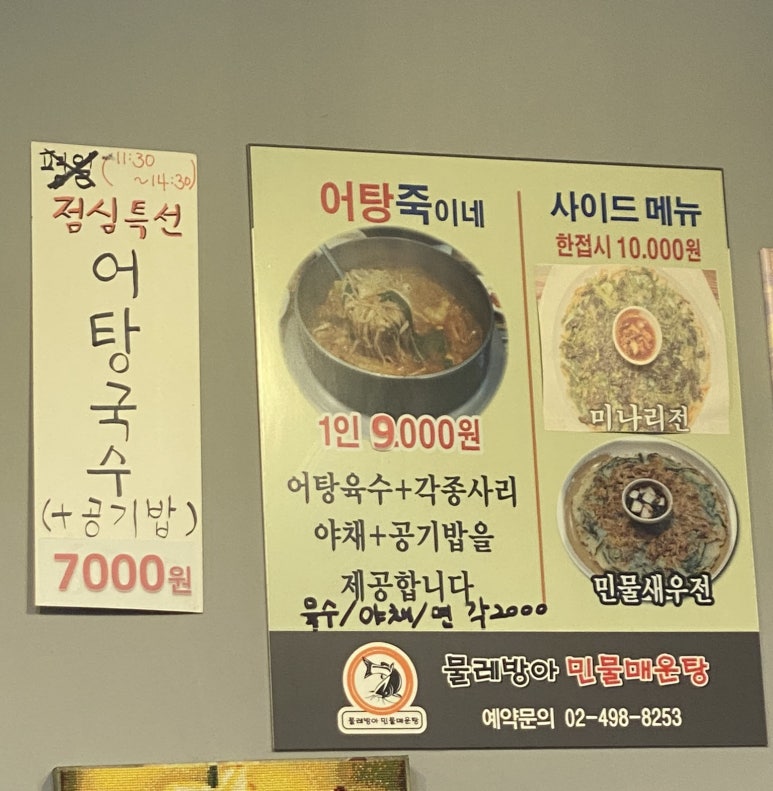 평일 (11:30
~14:30)
점심특선
어탕국수
(+공기밥)
7000원
어탕죽이네
1인 9.000원
어탕육수+각종사리
야채+공기밥을
제공합니다
육수/야채/면 각2000
사이드 메뉴
한접시 10.000원
미나리전
민물새우전
물레방아 민물매운탕
물레방아 민물매운탕
예약문의 02-498-8253